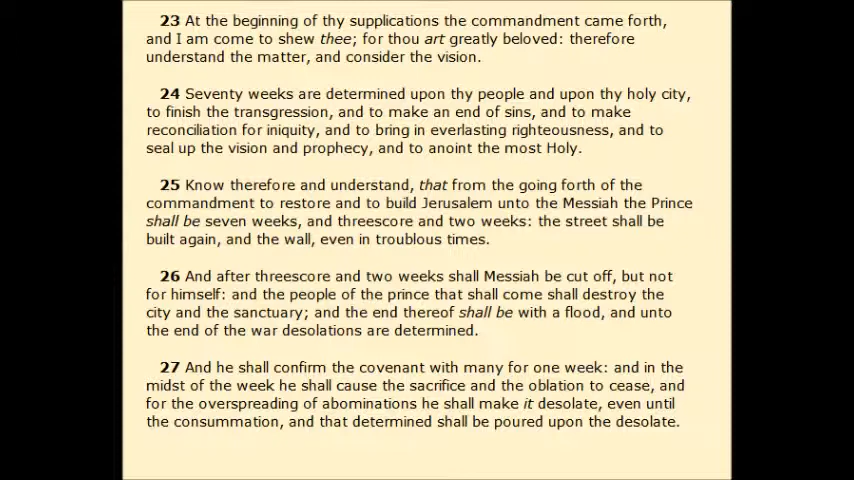 23 At the beginning of thy supplications the commandment came forth,
and I am come to shew thee; for thou art greatly beloved: therefore
understand the matter, and consider the vision.
24 Seventy weeks are determined upon thy people and upon thy holy city,
to finish the transgression, and to make an end of sins, and to make
reconciliation for iniquity, and to bring in everlasting righteousness, and to
seal up the vision and prophecy, and to anoint the most Holy.
25 Know therefore and understand, that from the going forth of the
commandment to restore and to build Jerusalem unto the Messiah the Prince
shall be seven weeks, and threescore and two weeks: the street shall be
built again, and the wall, even in troublous times.
26 And after threescore and two weeks shall Messiah be cut off, but not
for himself: and the people of the prince that shall come shall destroy the
city and the sanctuary; and the end thereof shall be with a flood, and unto
the end of the war desolations are determined.
27 And he shall confirm the covenant with many for one week: and in the
midst of the week he shall cause the sacrifice and the oblation to cease, and
for the overspreading of abominations he shall make it desolate, even until
the consummation, and that determined shall be poured upon the desolate.